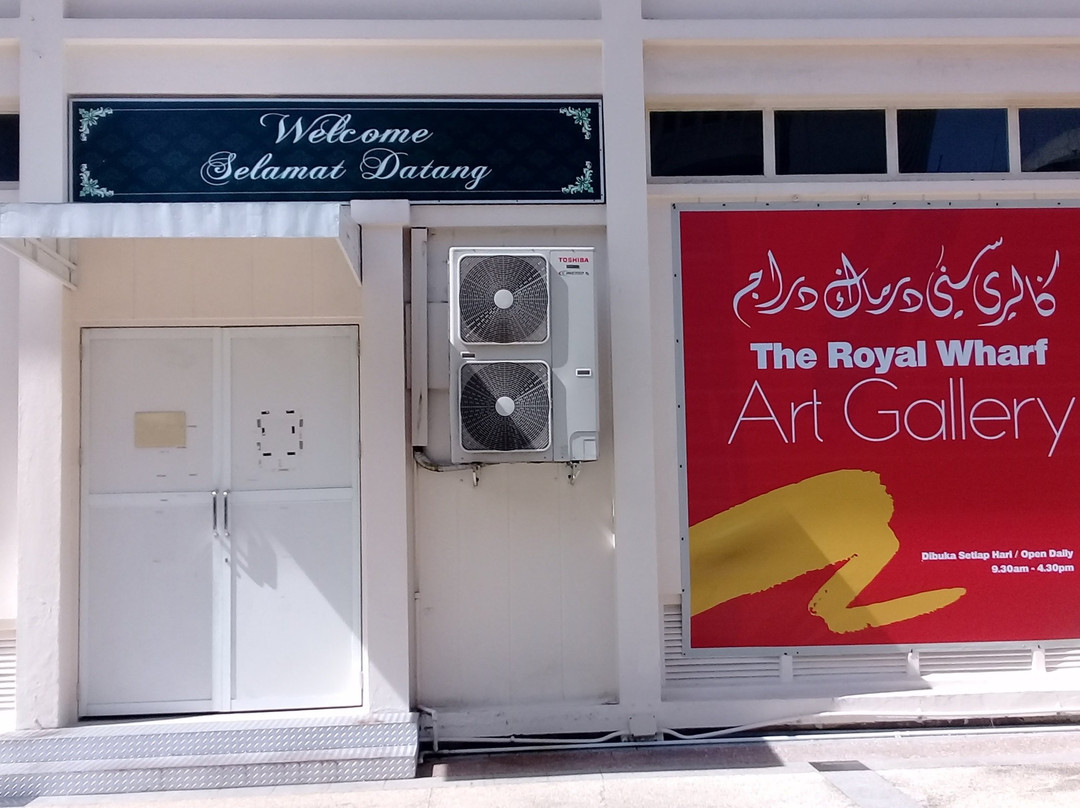 Welcome
Selamat Datang
TOSHIBA
ݢالري سني درماݢ دراج
The Royal Wharf
Art Gallery
Dibuka Setiap Hari / Open Daily
9.30am - 4.30pm